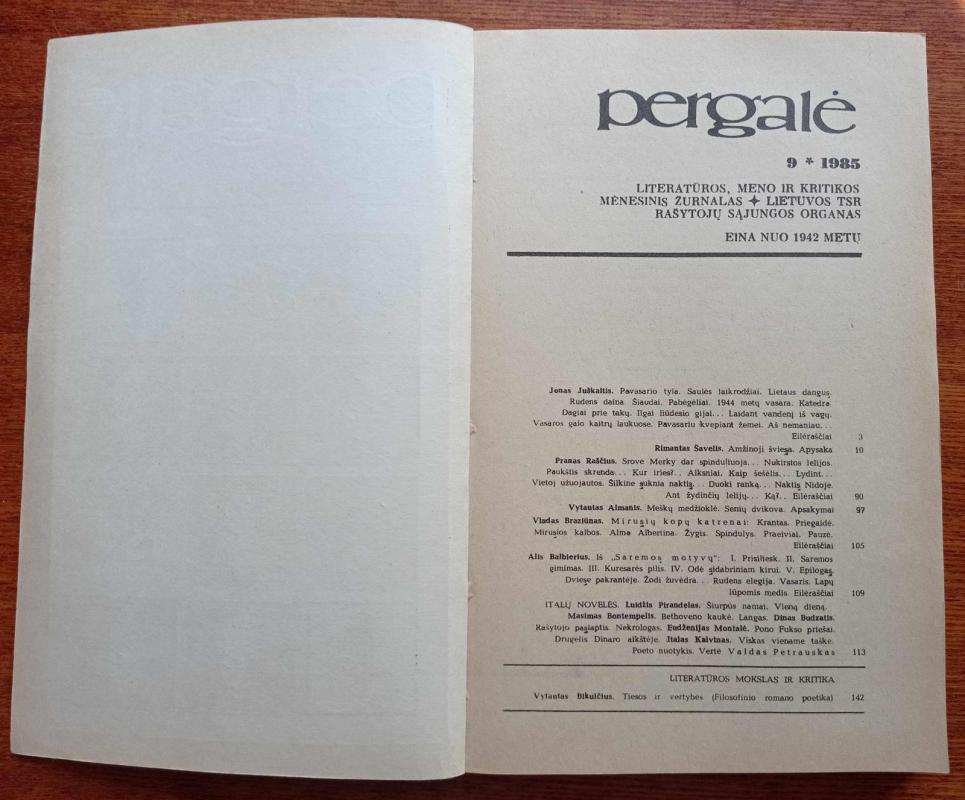 pergalė
9 * 1985
LITERATŪROS, MENO IR KRITIKOS
MĖNESINIS ŽURNALAS ✦ LIETUVOS TSR
RAŠYTOJŲ SĄJUNGOS ORGANAS
EINA NUO 1942 METŲ
Jonas Juškaitis. Pavasario tyla. Saulės laikrodžiai. Lietaus dangus.
Rudens daina. Šiaudai. Pabėgėliai. 1944 metų vasara. Katedra.
Dagiai prie takų. Ilgai liūdesio gijai... Laidant vandenį iš vagų.
Vasaros galo kaitrų laukuose. Pavasariu kvepiant žemei. Aš nemaniau...
Eilėraščiai 3
Rimantas Šavelis. Amžinoji šviesa. Apysaka 10
Pranas Raščius. Srovė Merky dar spinduliuoja... Nukirstos lelijos.
Paukštis skrenda... Kur iries?.. Alksniai. Kaip šešėlis... Lydint...
Vietoj užuojautos. Šilkine suknia naktis... Duoki ranką... Naktis Nidoje.
Ant žydinčių lelijų... Ką?.. Eilėraščiai 90
Vytautas Almanis. Meškų medžioklė. Senių dvikova. Apsakymai 97
Vladas Braziūnas. Mirusių kopų katrenai: Krantas. Priegaidė.
Mirusios kalbos. Alma Albertina. Žygis. Spindulys. Praeiviai. Pauzė.
Eilėraščiai 105
Alis Balbierius. Iš „Saremos motyvų“: I. Prisiliesk. II. Saremos
gimimas. III. Kuresarės pilis. IV. Odė sidabriniam kirui. V. Epilogas.
Dviese pakrantėje. Žodi žuvėdra... Rudens elegija. Vasaris. Lapų
lūpomis medis. Eilėraščiai 109
ITALŲ NOVELĖS. Luidžis Pirandelas. Šiurpūs namai. Vieną dieną.
Masimas Bontempelis. Bethoveno kaukė. Langas. Dinas Budzatis.
Rašytojo paslaptis. Nekrologas. Eudženijas Montalė. Pono Fukso priešai.
Drugelis Dinaro aikštėje. Italas Kalvinas. Viskas viename taške.
Poeto nuotykis. Vertė Valdas Petrauskas 113
LITERATŪROS MOKSLAS IR KRITIKA
Vytautas Bikulčius. Tiesos ir vertybės (Filosofinio romano poetika) 142